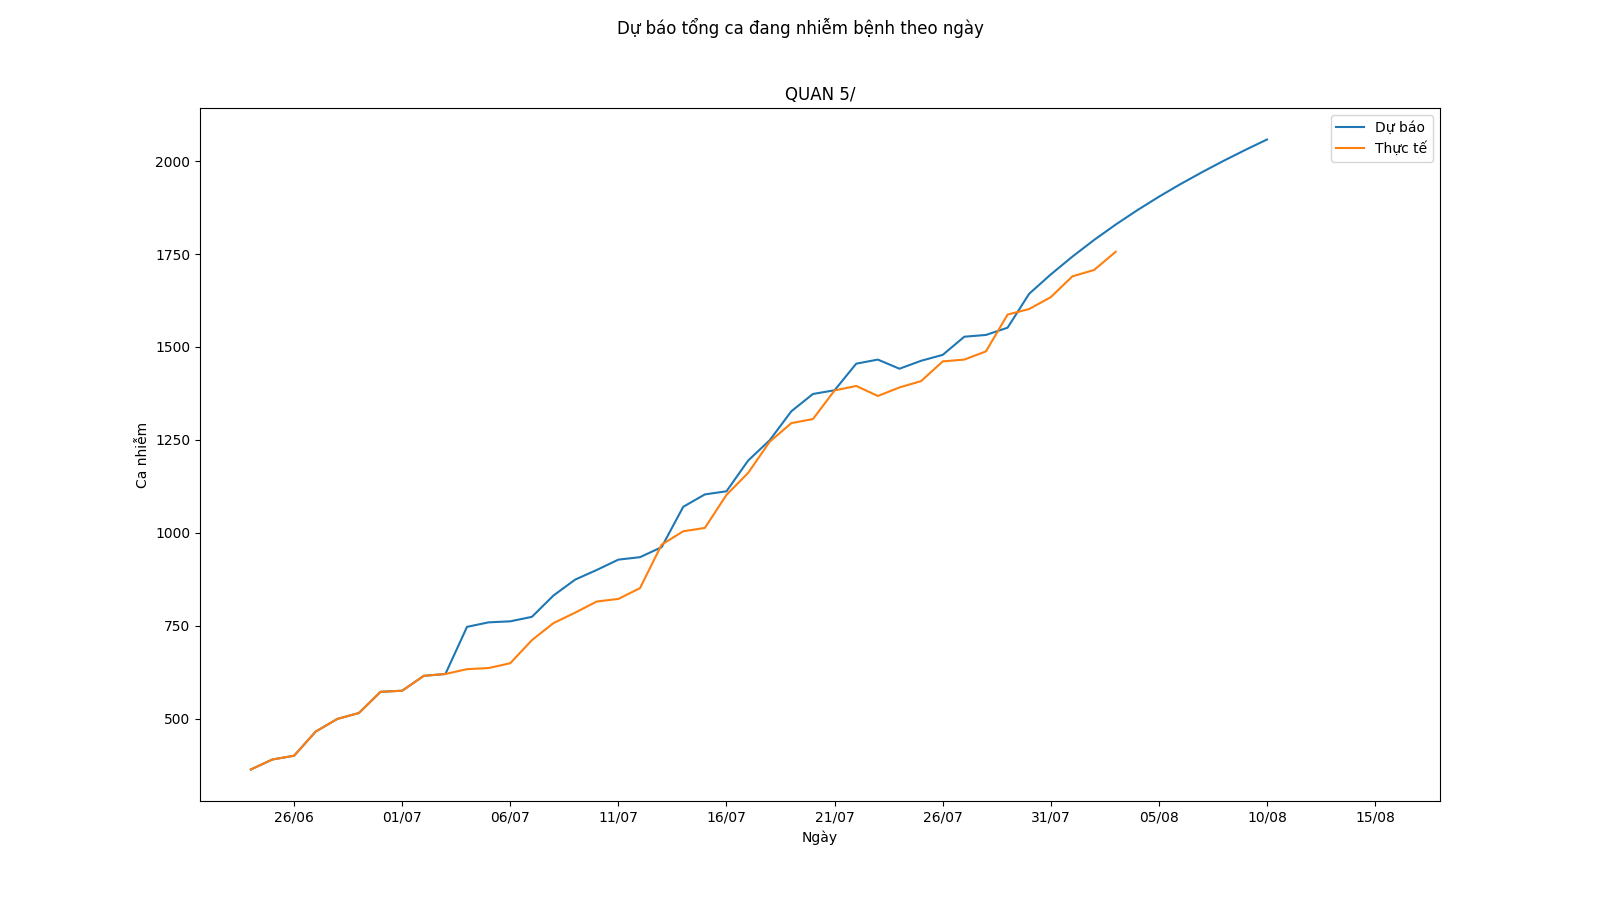 Dự báo tổng ca đang nhiễm bệnh theo ngày
QUAN 5/
Dự báo
Thực tế
2000
1750
1500
1250
1000
750
500
Ca nhiễm
26/06 01/07 06/07 11/07 16/07 21/07 26/07 31/07 05/08 10/08 15/08
Ngày